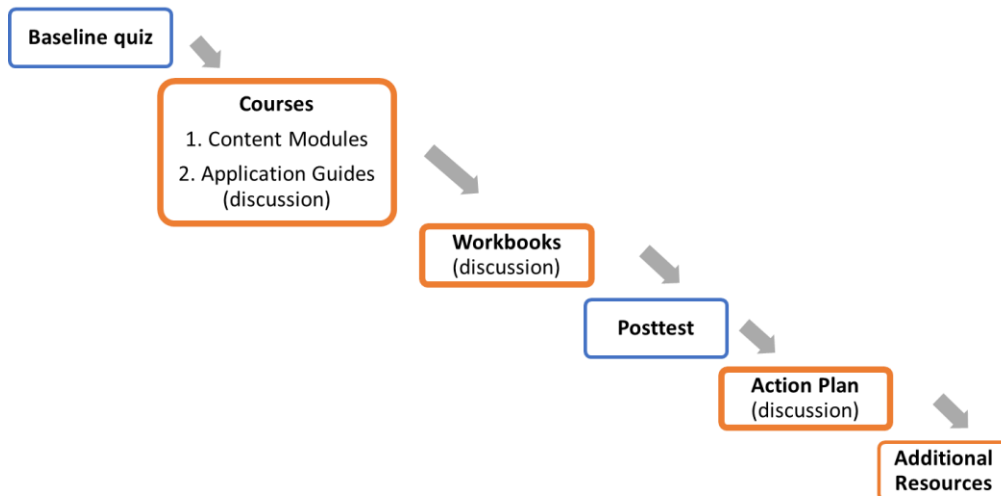 Baseline quiz
Courses
1. Content Modules
2. Application Guides
(discussion)
Workbooks
(discussion)
Posttest
Action Plan
(discussion)
Additional
Resources